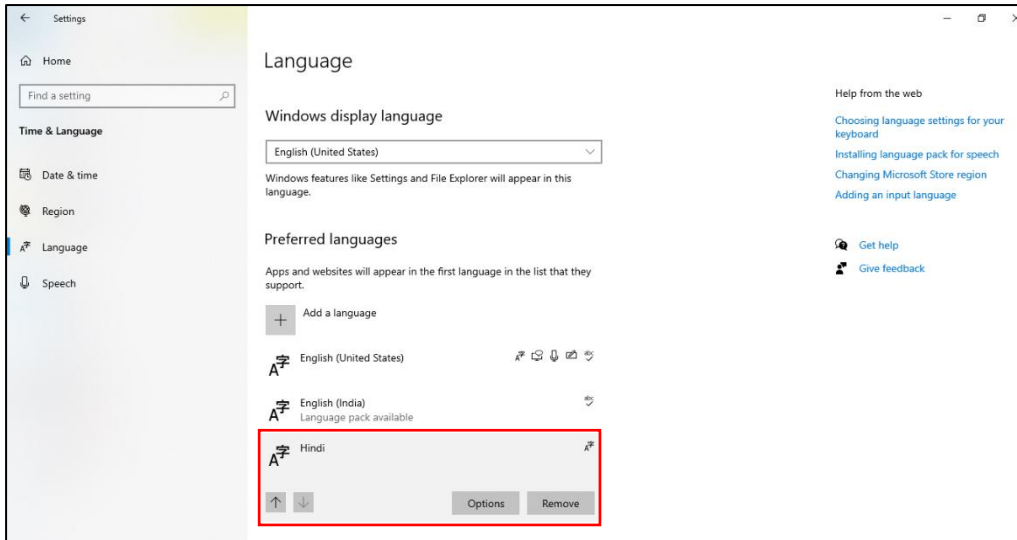 Settings
Home
Find a setting
Time & Language
Date & time
Region
Language
Speech
Language
Windows display language
English (United States)
Windows features like Settings and File Explorer will appear in this
language.
Preferred languages
Apps and websites will appear in the first language in the list that they
support.
Add a language
English (United States)
English (India)
Language pack available
Hindi
Options
Remove
Help from the web
Choosing language settings for your
keyboard
Installing language pack for speech
Changing Microsoft Store region
Adding an input language
Get help
Give feedback